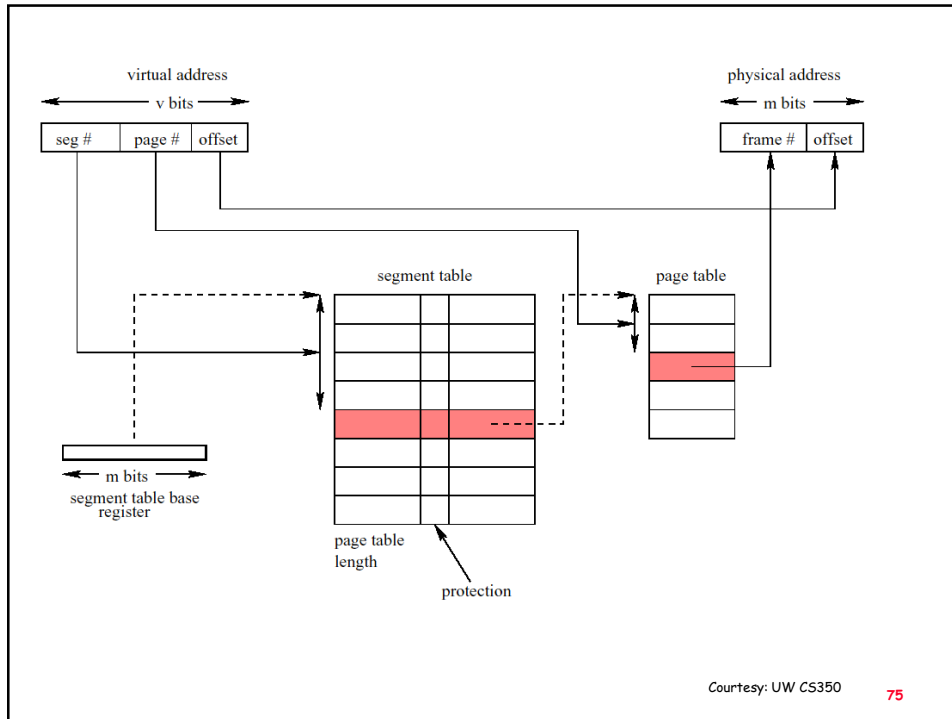 virtual address
v bits
seg #
page #
offset
physical address
m bits
frame #
offset
segment table
page table
m bits
segment table base
register
page table
length
protection
Courtesy: UW CS350
75